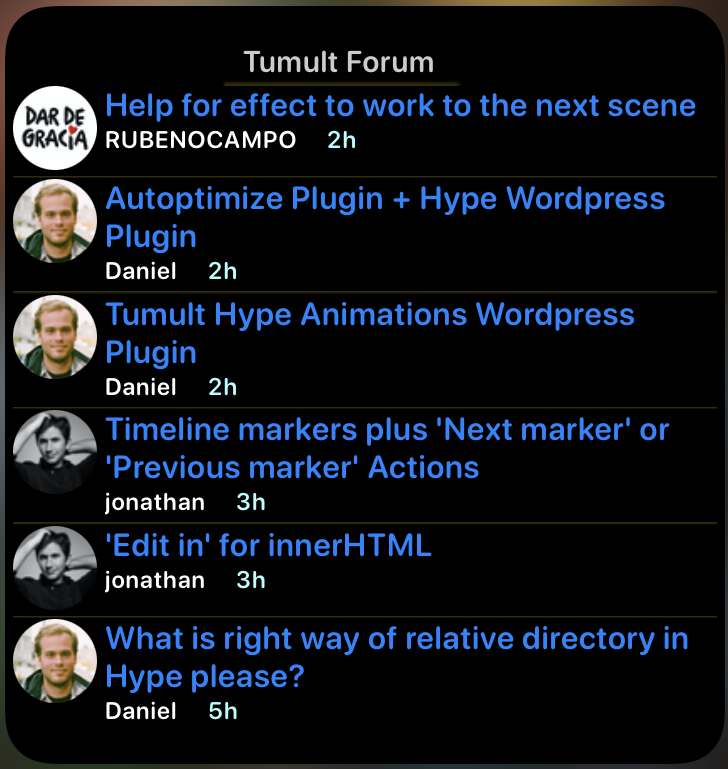 Tumult Forum
DAR DE
GRACIA
Help for effect to work to the next scene
RUBENOCAMPO 2h
Autoptimize Plugin + Hype Wordpress
Plugin
Daniel 2h
Tumult Hype Animations Wordpress
Plugin
Daniel 2h
Timeline markers plus 'Next marker' or
'Previous marker' Actions
jonathan 3h
'Edit in' for innerHTML
jonathan 3h
What is right way of relative directory in
Hype please?
Daniel 5h